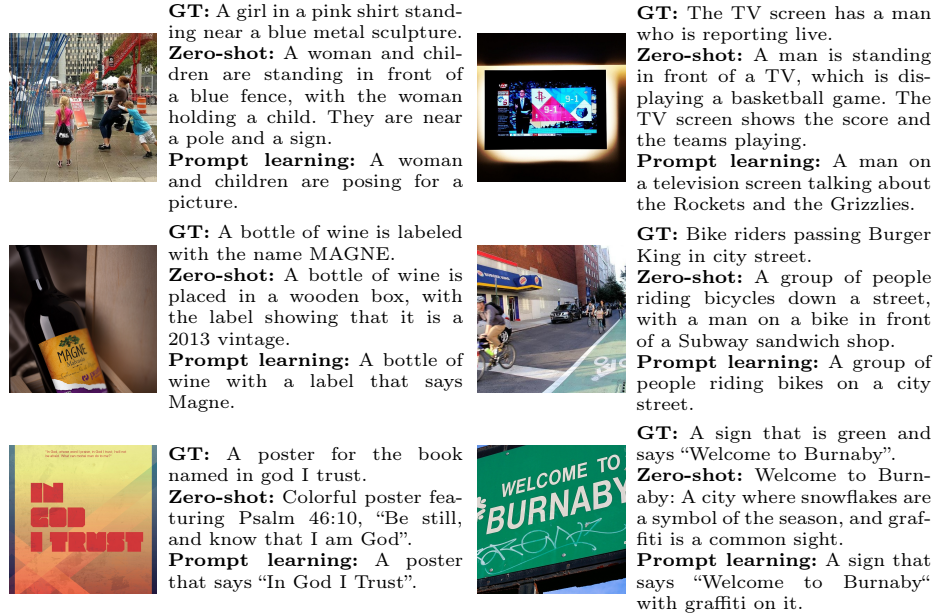 GT: A girl in a pink shirt stand-
ing near a blue metal sculpture.
Zero-shot: A woman and chil-
dren are standing in front of
a blue fence, with the woman
holding a child. They are near
a pole and a sign.
Prompt learning: A woman
and children are posing for a
picture.
GT: The TV screen has a man
who is reporting live.
Zero-shot: A man is standing
in front of a TV, which is dis-
playing a basketball game. The
TV screen shows the score and
the teams playing.
Prompt learning: A man on
a television screen talking about
the Rockets and the Grizzlies.
9-1
GT: A bottle of wine is labeled
with the name MAGNE.
Zero-shot: A bottle of wine is
placed in a wooden box, with
the label showing that it is a
2013 vintage.
Prompt learning: A bottle of
wine with a label that says
Magne.
MAGNE
GT: Bike riders passing Burger
King in city street.
Zero-shot: A group of people
riding bicycles down a street,
with a man on a bike in front
of a Subway sandwich shop.
Prompt learning: A group of
people riding bikes on a city
street.
IN
GOD
I TRUST
GT: A poster for the book
named in god I trust.
Zero-shot: Colorful poster fea-
turing Psalm 46:10, “Be still,
and know that I am God”.
Prompt learning: A poster
that says “In God I Trust”.
WELCOME TO
BURNABY
GT: A sign that is green and
says “Welcome to Burnaby”.
Zero-shot: Welcome to Burn-
aby: A city where snowflakes are
a symbol of the season, and graf-
fiti is a common sight.
Prompt learning: A sign that
says “Welcome to Burnaby“
with graffiti on it.